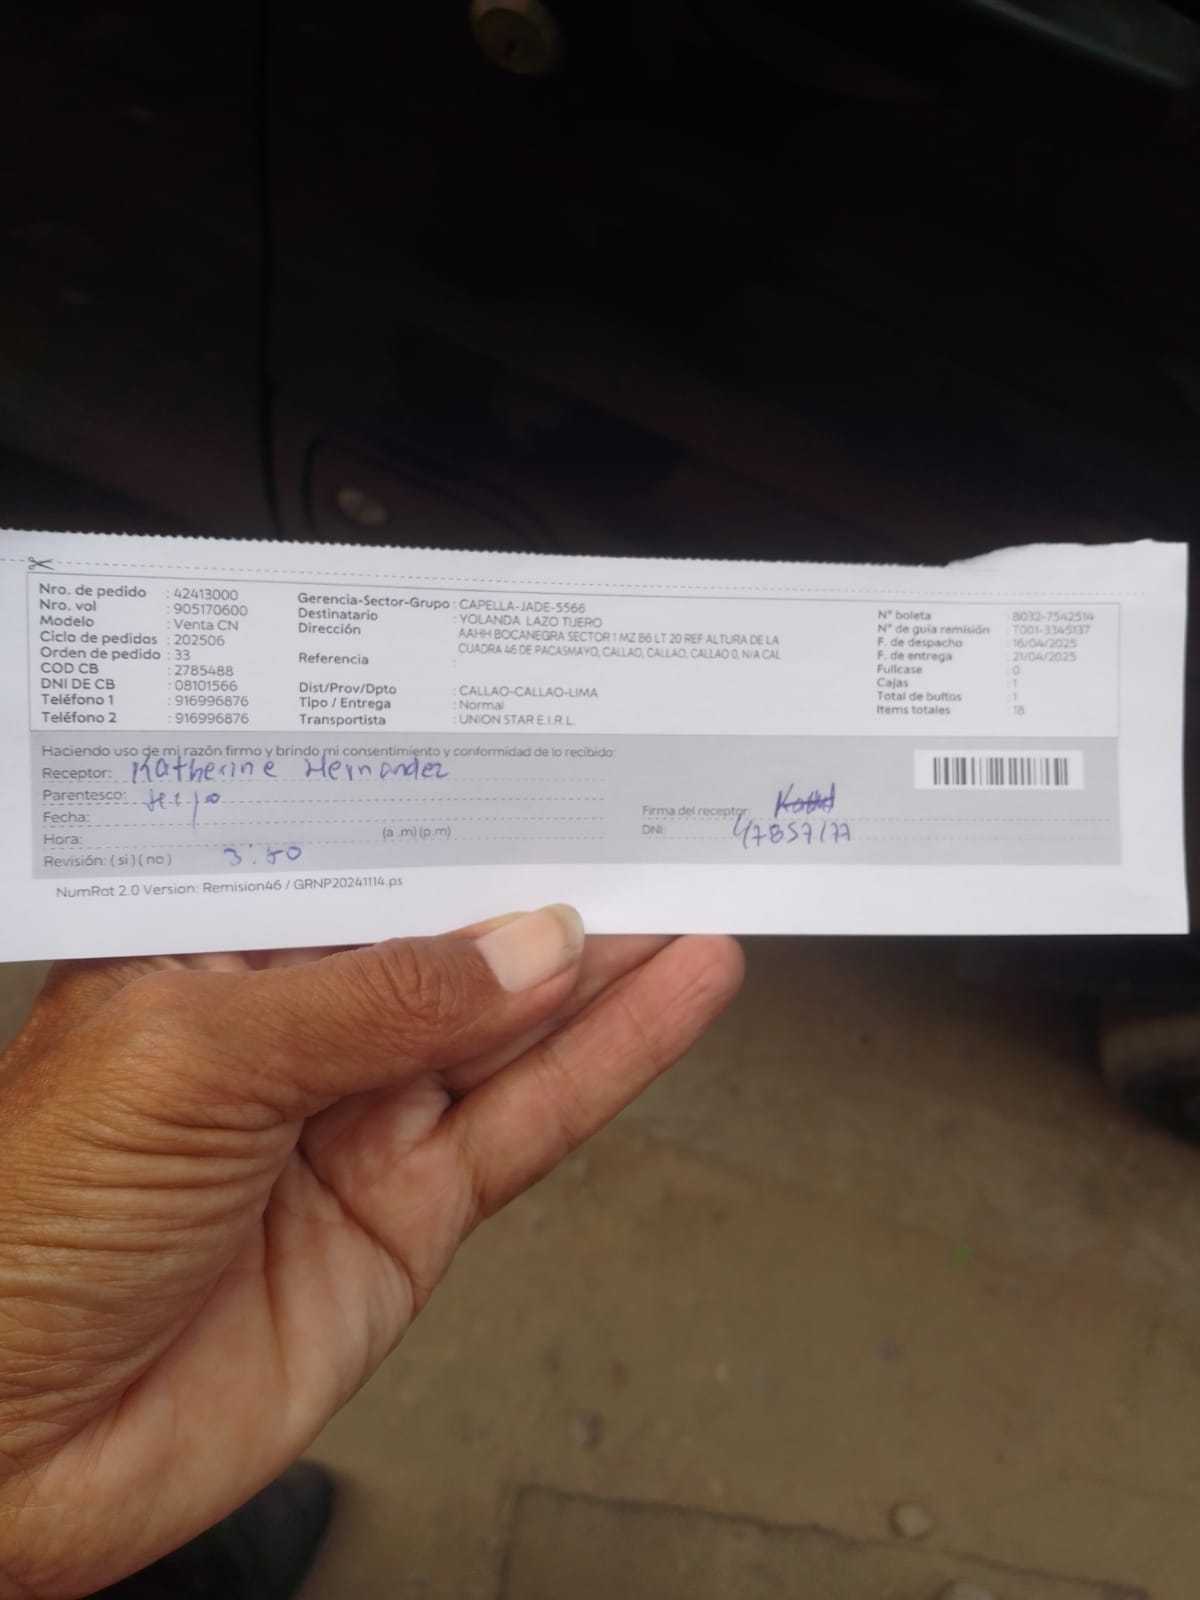 Nro. de pedido : 42413000
Nro. vol : 905170600
Modelo : Venta CN
Ciclo de pedidos : 202506
Orden de pedido : 33
COD CB : 2785488
DNI DE CB : 08101566
Teléfono 1 : 916996876
Teléfono 2 : 916996876
Gerencia-Sector-Grupo : CAPELLA-JADE-5566
Destinatario : YOLANDA LAZO TIJERO
Dirección : AAHH BOCANEGRA SECTOR 1 MZ B6 LT 20 REF ALTURA DE LA
CUADRA 46 DE PACASMAYO, CALLAO, CALLAO, CALLAO 0, N/A CAL
Referencia :
Dist/Prov/Dpto : CALLAO-CALLAO-LIMA
Tipo / Entrega : Normal
Transportista : UNION STAR E.I.R.L.
N° boleta : B032-7542514
N° de guía remisión : T001-3345137
F. de despacho : 16/04/2025
F. de entrega : 21/04/2025
Fullcase : 0
Cajas : 1
Total de bultos : 1
Items totales : 18
Haciendo uso de mi razón firmo y brindo mi consentimiento y conformidad de lo recibido:
Receptor: Katherine Hernandez
Parentesco:
Fecha:
Hora: (a .m) (p.m)
Revisión: ( si ) ( no )
Firma del receptor:
DNI: 47857177
NumRot 2.0 Version: Remision46 / GRNP20241114.ps